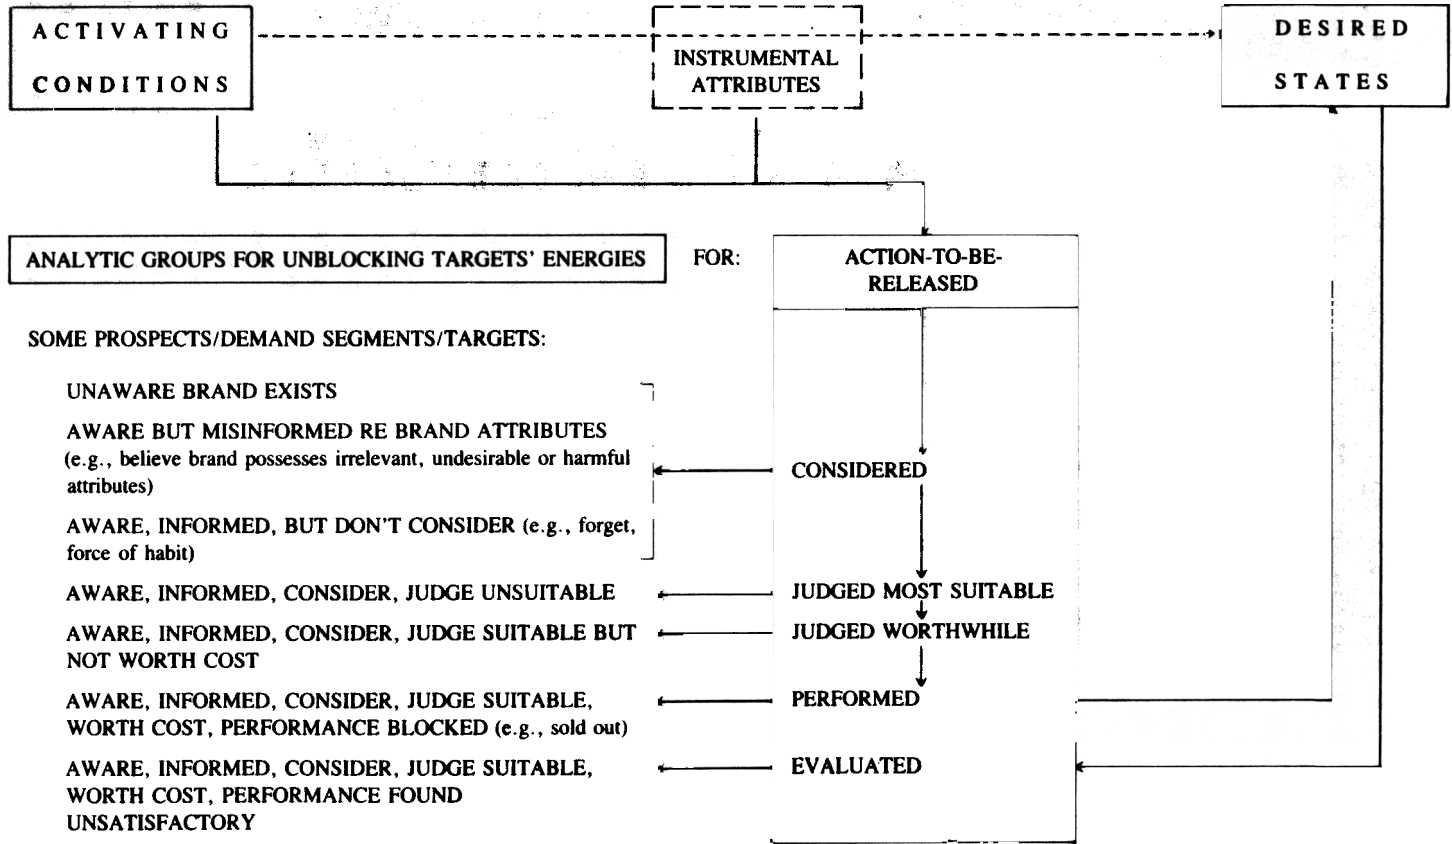 ACTIVATING
CONDITIONS
INSTRUMENTAL
ATTRIBUTES
DESIRED
STATES
ANALYTIC GROUPS FOR UNBLOCKING TARGETS' ENERGIES
FOR:
ACTION-TO-BE-
RELEASED
SOME PROSPECTS/DEMAND SEGMENTS/TARGETS:
UNAWARE BRAND EXISTS
AWARE BUT MISINFORMED RE BRAND ATTRIBUTES
(e.g., believe brand possesses irrelevant, undesirable or harmful
attributes)
CONSIDERED
AWARE, INFORMED, BUT DON'T CONSIDER (e.g., forget,
force of habit)
AWARE, INFORMED, CONSIDER, JUDGE UNSUITABLE
JUDGED MOST SUITABLE
AWARE, INFORMED, CONSIDER, JUDGE SUITABLE BUT
NOT WORTH COST
JUDGED WORTHWHILE
AWARE, INFORMED, CONSIDER, JUDGE SUITABLE,
WORTH COST, PERFORMANCE BLOCKED (e.g., sold out)
PERFORMED
AWARE, INFORMED, CONSIDER, JUDGE SUITABLE,
WORTH COST, PERFORMANCE FOUND
UNSATISFACTORY
EVALUATED